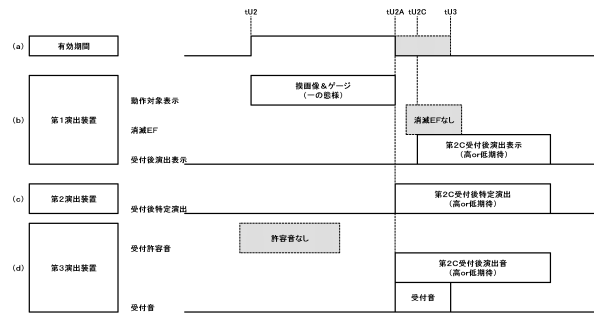 tU2
tU2A
tU2C
tU3
(a)
有効期間
(b)
第1演出装置
動作対象表示
換画像＆ゲージ
(一の態様)
消滅EF
消滅EFなし
受付後演出表示
第2C受付後演出表示
(高or低期待)
(c)
第2演出装置
受付後特定演出
第2C受付後特定演出
(高or低期待)
(d)
第3演出装置
受付許容音
許容音なし
第2C受付後演出音
(高or低期待)
受付音
受付音